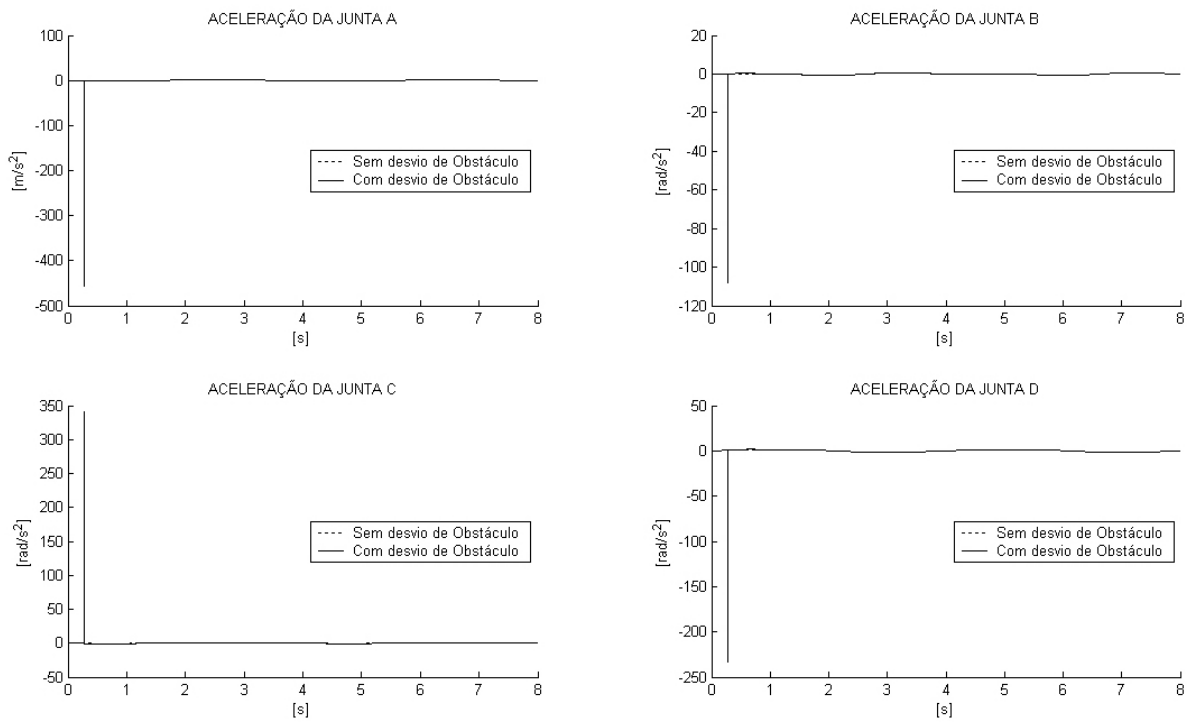 ACELERAÇÃO DA JUNTA A
100
0
-100
-200
-300
-400
-500
[m/s²]
Sem desvio de Obstáculo
Com desvio de Obstáculo
0 1 2 3 4 5 6 7 8
[s]
ACELERAÇÃO DA JUNTA B
20
0
-20
-40
-60
-80
-100
-120
[rad/s²]
Sem desvio de Obstáculo
Com desvio de Obstáculo
0 1 2 3 4 5 6 7 8
[s]
ACELERAÇÃO DA JUNTA C
350
300
250
200
150
100
50
0
-50
[rad/s²]
Sem desvio de Obstáculo
Com desvio de Obstáculo
0 1 2 3 4 5 6 7 8
[s]
ACELERAÇÃO DA JUNTA D
50
0
-50
-100
-150
-200
-250
[rad/s²]
Sem desvio de Obstáculo
Com desvio de Obstáculo
0 1 2 3 4 5 6 7 8
[s]